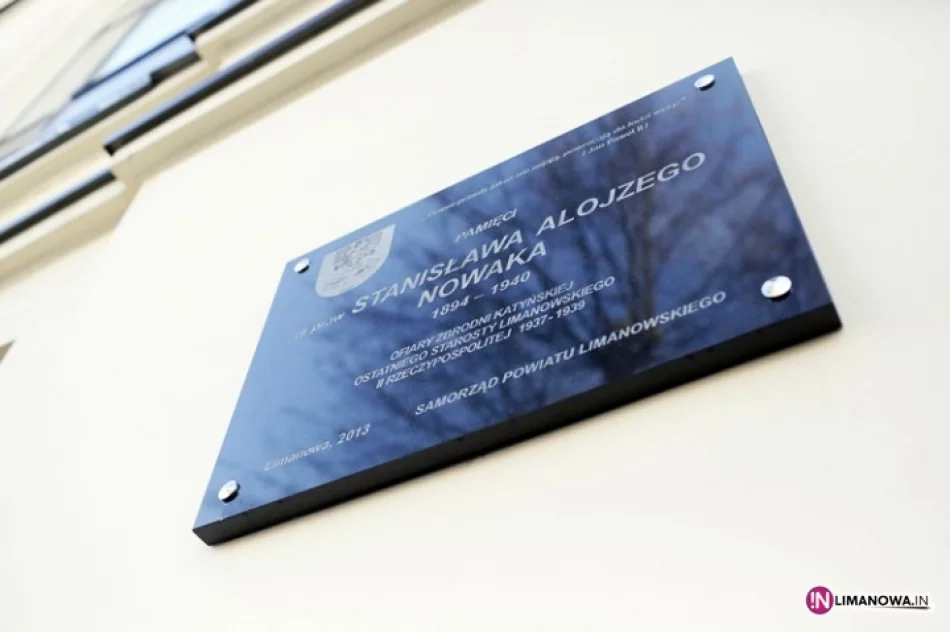 PAMIĘCI
STANISŁAWA ALOJZEGO
NOWAKA
1894 – 1940
OFIARY ZBRODNI KATYŃSKIEJ
OSTATNIEGO STAROSTY LIMANOWSKIEGO
II RZECZYPOSPOLITEJ 1937-1939
SAMORZĄD POWIATU LIMANOWSKIEGO
Limanowa, 2013
IN LIMANOWA.IN